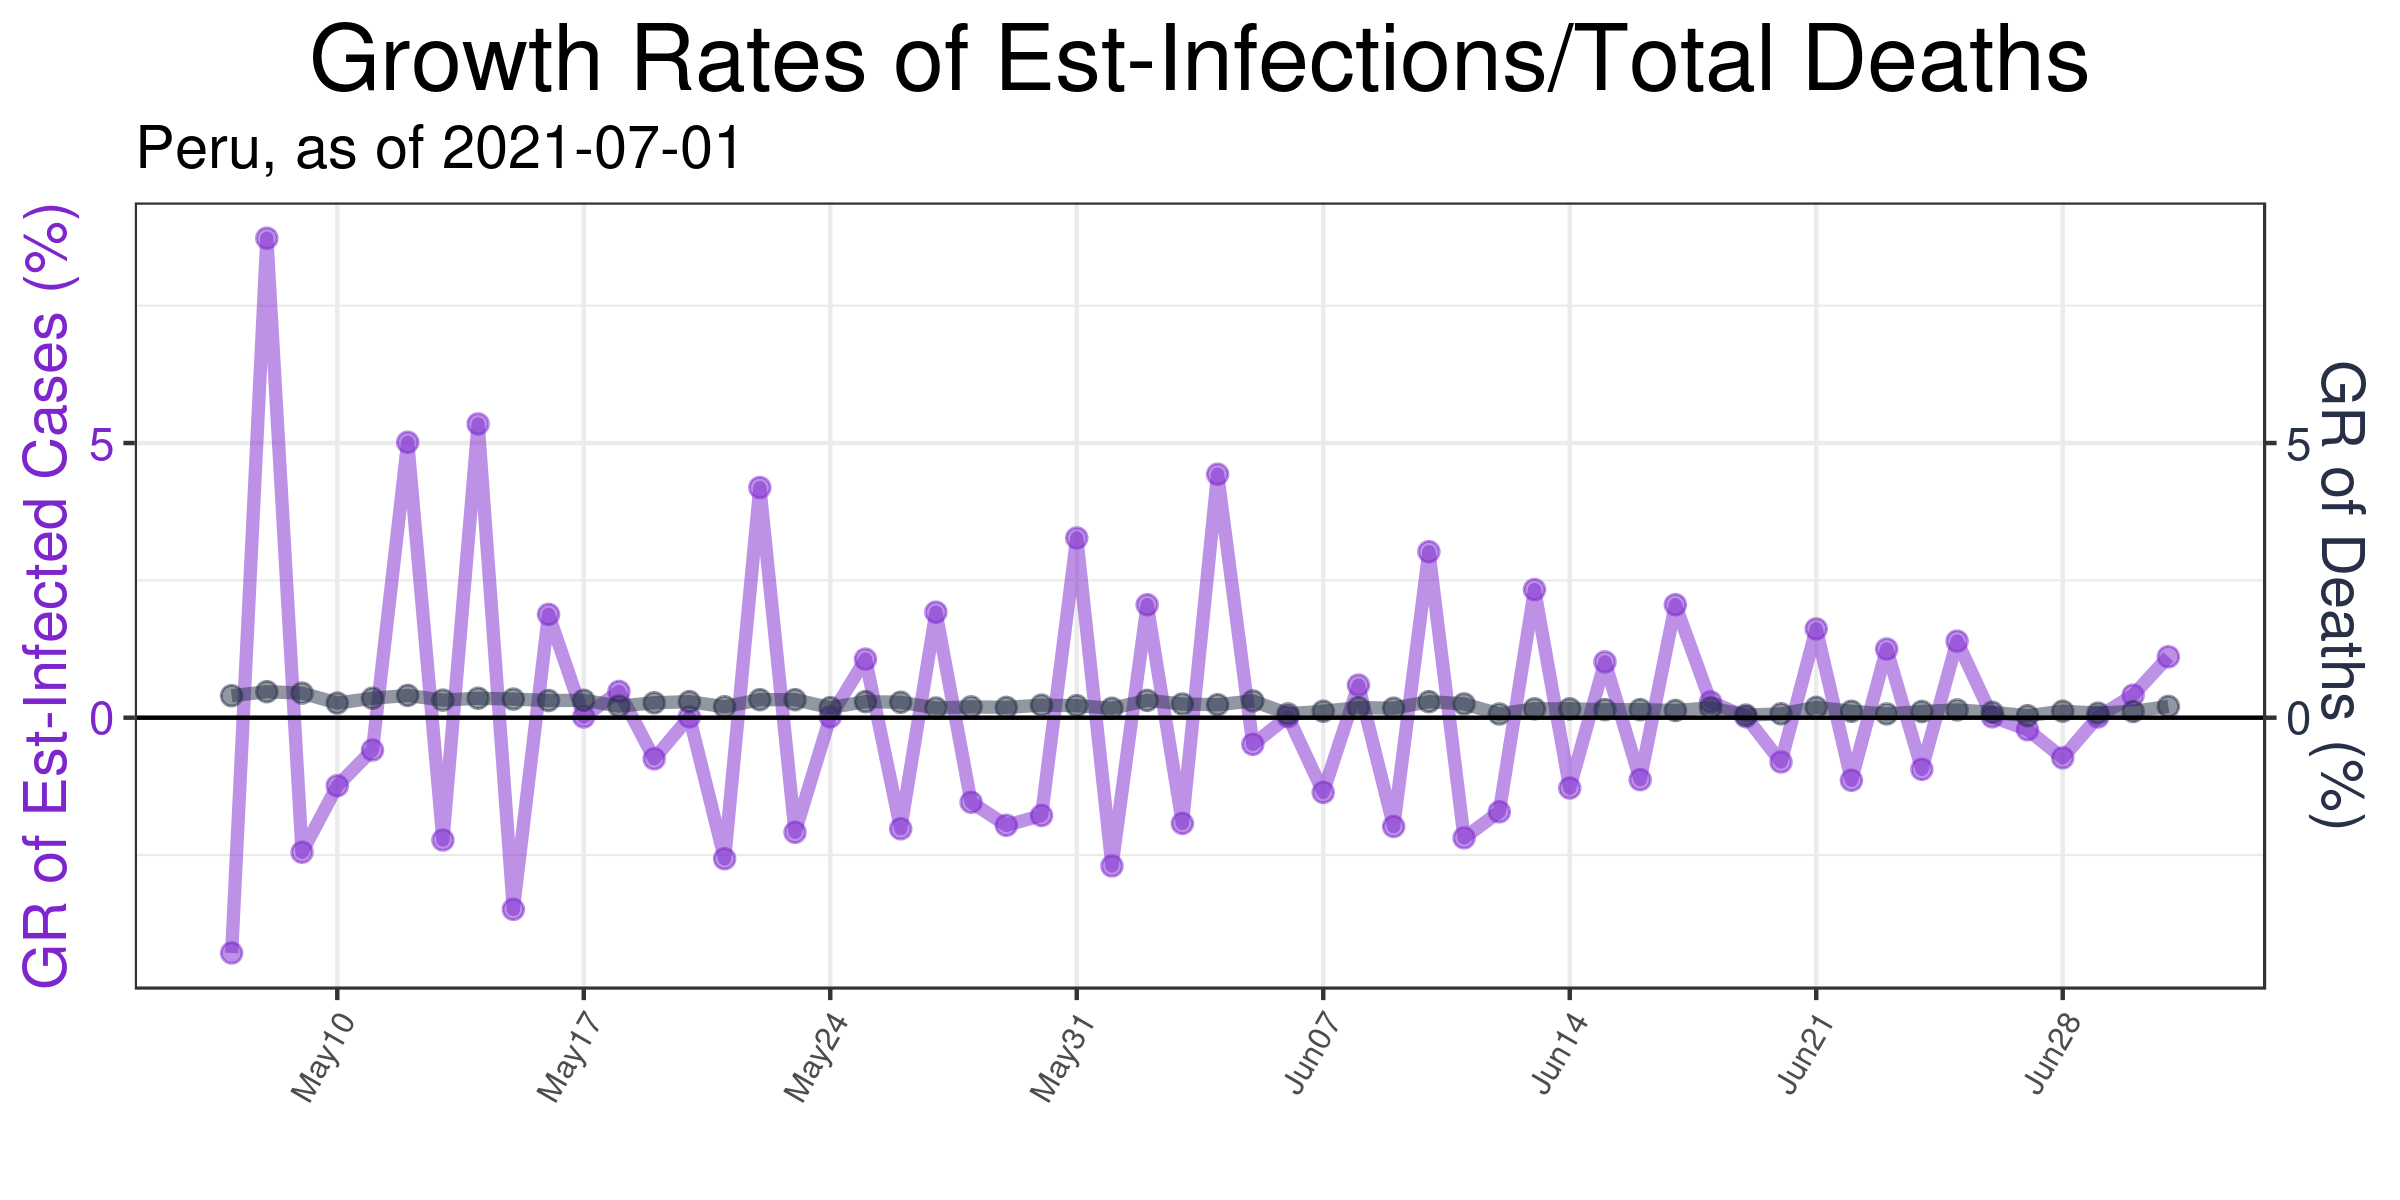 Growth Rates of Est-Infections/Total Deaths
Peru, as of 2021-07-01
GR of Est-Infected Cases (%)
5
0
5
0
GR of Deaths (%)
May10
May17
May24
May31
Jun07
Jun14
Jun21
Jun28